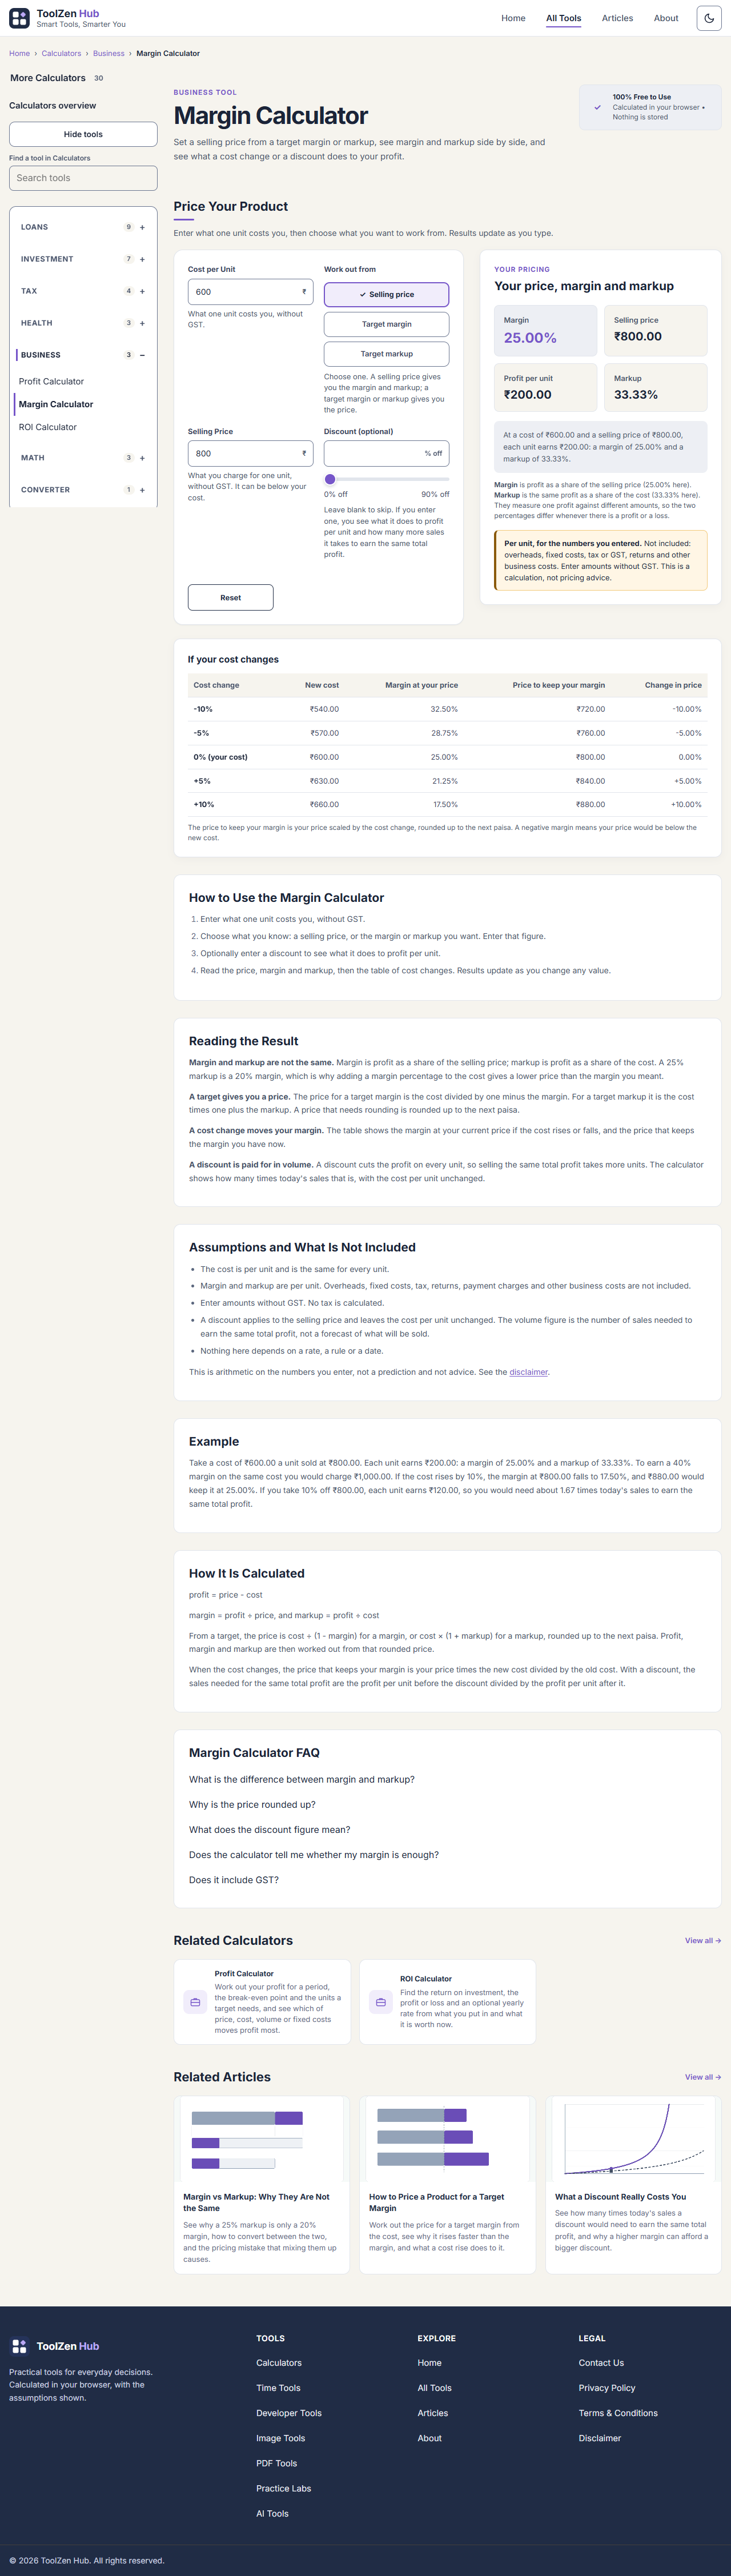 ToolZen Hub
Smart Tools, Smarter You
Home
All Tools
Articles
About
Home › Calculators › Business › Margin Calculator
More Calculators 30
Calculators overview
Hide tools
Find a tool in Calculators
Search tools
LOANS 9 +
INVESTMENT 7 +
TAX 4 +
HEALTH 3 +
BUSINESS 3 −
Profit Calculator
Margin Calculator
ROI Calculator
MATH 3 +
CONVERTER 1 +
BUSINESS TOOL
Margin Calculator
Set a selling price from a target margin or markup, see margin and markup side by side, and
see what a cost change or a discount does to your profit.
✓
100% Free to Use
Calculated in your browser •
Nothing is stored
Price Your Product
Enter what one unit costs you, then choose what you want to work from. Results update as you type.
Cost per Unit
600 ₹
What one unit costs you, without
GST.
Work out from
✓ Selling price
Target margin
Target markup
Choose one. A selling price gives
you the margin and markup; a
target margin or markup gives you
the price.
Selling Price
800 ₹
What you charge for one unit,
without GST. It can be below your
cost.
Discount (optional)
% off
0% off 90% off
Leave blank to skip. If you enter
one, you see what it does to profit
per unit and how many more sales
it takes to earn the same total
profit.
Reset
YOUR PRICING
Your price, margin and markup
Margin
25.00%
Selling price
₹800.00
Profit per unit
₹200.00
Markup
33.33%
At a cost of ₹600.00 and a selling price of ₹800.00,
each unit earns ₹200.00: a margin of 25.00% and a
markup of 33.33%.
Margin is profit as a share of the selling price (25.00% here).
Markup is the same profit as a share of the cost (33.33% here).
They measure one profit against different amounts, so the two
percentages differ whenever there is a profit or a loss.
Per unit, for the numbers you entered. Not included:
overheads, fixed costs, tax or GST, returns and other
business costs. Enter amounts without GST. This is a
calculation, not pricing advice.
If your cost changes
Cost change New cost Margin at your price Price to keep your margin Change in price
-10% ₹540.00 32.50% ₹720.00 -10.00%
-5% ₹570.00 28.75% ₹760.00 -5.00%
0% (your cost) ₹600.00 25.00% ₹800.00 0.00%
+5% ₹630.00 21.25% ₹840.00 +5.00%
+10% ₹660.00 17.50% ₹880.00 +10.00%
The price to keep your margin is your price scaled by the cost change, rounded up to the next paisa. A negative margin means your price would be below the
new cost.
How to Use the Margin Calculator
1. Enter what one unit costs you, without GST.
2. Choose what you know: a selling price, or the margin or markup you want. Enter that figure.
3. Optionally enter a discount to see what it does to profit per unit.
4. Read the price, margin and markup, then the table of cost changes. Results update as you change any value.
Reading the Result
Margin and markup are not the same. Margin is profit as a share of the selling price; markup is profit as a share of the cost. A 25%
markup is a 20% margin, which is why adding a margin percentage to the cost gives a lower price than the margin you meant.
A target gives you a price. The price for a target margin is the cost divided by one minus the margin. For a target markup it is the cost
times one plus the markup. A price that needs rounding is rounded up to the next paisa.
A cost change moves your margin. The table shows the margin at your current price if the cost rises or falls, and the price that keeps
the margin you have now.
A discount is paid for in volume. A discount cuts the profit on every unit, so selling the same total profit takes more units. The calculator
shows how many times today's sales that is, with the cost per unit unchanged.
Assumptions and What Is Not Included
• The cost is per unit and is the same for every unit.
• Margin and markup are per unit. Overheads, fixed costs, tax, returns, payment charges and other business costs are not included.
• Enter amounts without GST. No tax is calculated.
• A discount applies to the selling price and leaves the cost per unit unchanged. The volume figure is the number of sales needed to
earn the same total profit, not a forecast of what will be sold.
• Nothing here depends on a rate, a rule or a date.
This is arithmetic on the numbers you enter, not a prediction and not advice. See the disclaimer.
Example
Take a cost of ₹600.00 a unit sold at ₹800.00. Each unit earns ₹200.00: a margin of 25.00% and a markup of 33.33%. To earn a 40%
margin on the same cost you would charge ₹1,000.00. If the cost rises by 10%, the margin at ₹800.00 falls to 17.50%, and ₹880.00 would
keep it at 25.00%. If you take 10% off ₹800.00, each unit earns ₹120.00, so you would need about 1.67 times today's sales to earn the
same total profit.
How It Is Calculated
profit = price - cost
margin = profit ÷ price, and markup = profit ÷ cost
From a target, the price is cost ÷ (1 - margin) for a margin, or cost × (1 + markup) for a markup, rounded up to the next paisa. Profit,
margin and markup are then worked out from that rounded price.
When the cost changes, the price that keeps your margin is your price times the new cost divided by the old cost. With a discount, the
sales needed for the same total profit are the profit per unit before the discount divided by the profit per unit after it.
Margin Calculator FAQ
What is the difference between margin and markup?
Why is the price rounded up?
What does the discount figure mean?
Does the calculator tell me whether my margin is enough?
Does it include GST?
Related Calculators
View all →
Profit Calculator
Work out your profit for a period,
the break-even point and the units a
target needs, and see which of
price, cost, volume or fixed costs
moves profit most.
ROI Calculator
Find the return on investment, the
profit or loss and an optional yearly
rate from what you put in and what
it is worth now.
Related Articles
View all →
Margin vs Markup: Why They Are Not
the Same
See why a 25% markup is only a 20%
margin, how to convert between the two,
and the pricing mistake that mixing them up
causes.
How to Price a Product for a Target
Margin
Work out the price for a target margin from
the cost, see why it rises faster than the
margin, and what a cost rise does to it.
What a Discount Really Costs You
See how many times today's sales a
discount would need to earn the same total
profit, and why a higher margin can afford a
bigger discount.
ToolZen Hub
Practical tools for everyday decisions.
Calculated in your browser, with the
assumptions shown.
TOOLS
Calculators
Time Tools
Developer Tools
Image Tools
PDF Tools
Practice Labs
AI Tools
EXPLORE
Home
All Tools
Articles
About
LEGAL
Contact Us
Privacy Policy
Terms & Conditions
Disclaimer
© 2026 ToolZen Hub. All rights reserved.